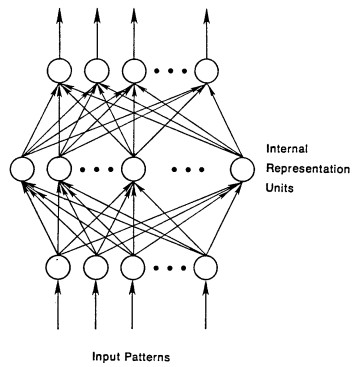 Internal
Representation
Units
Input Patterns